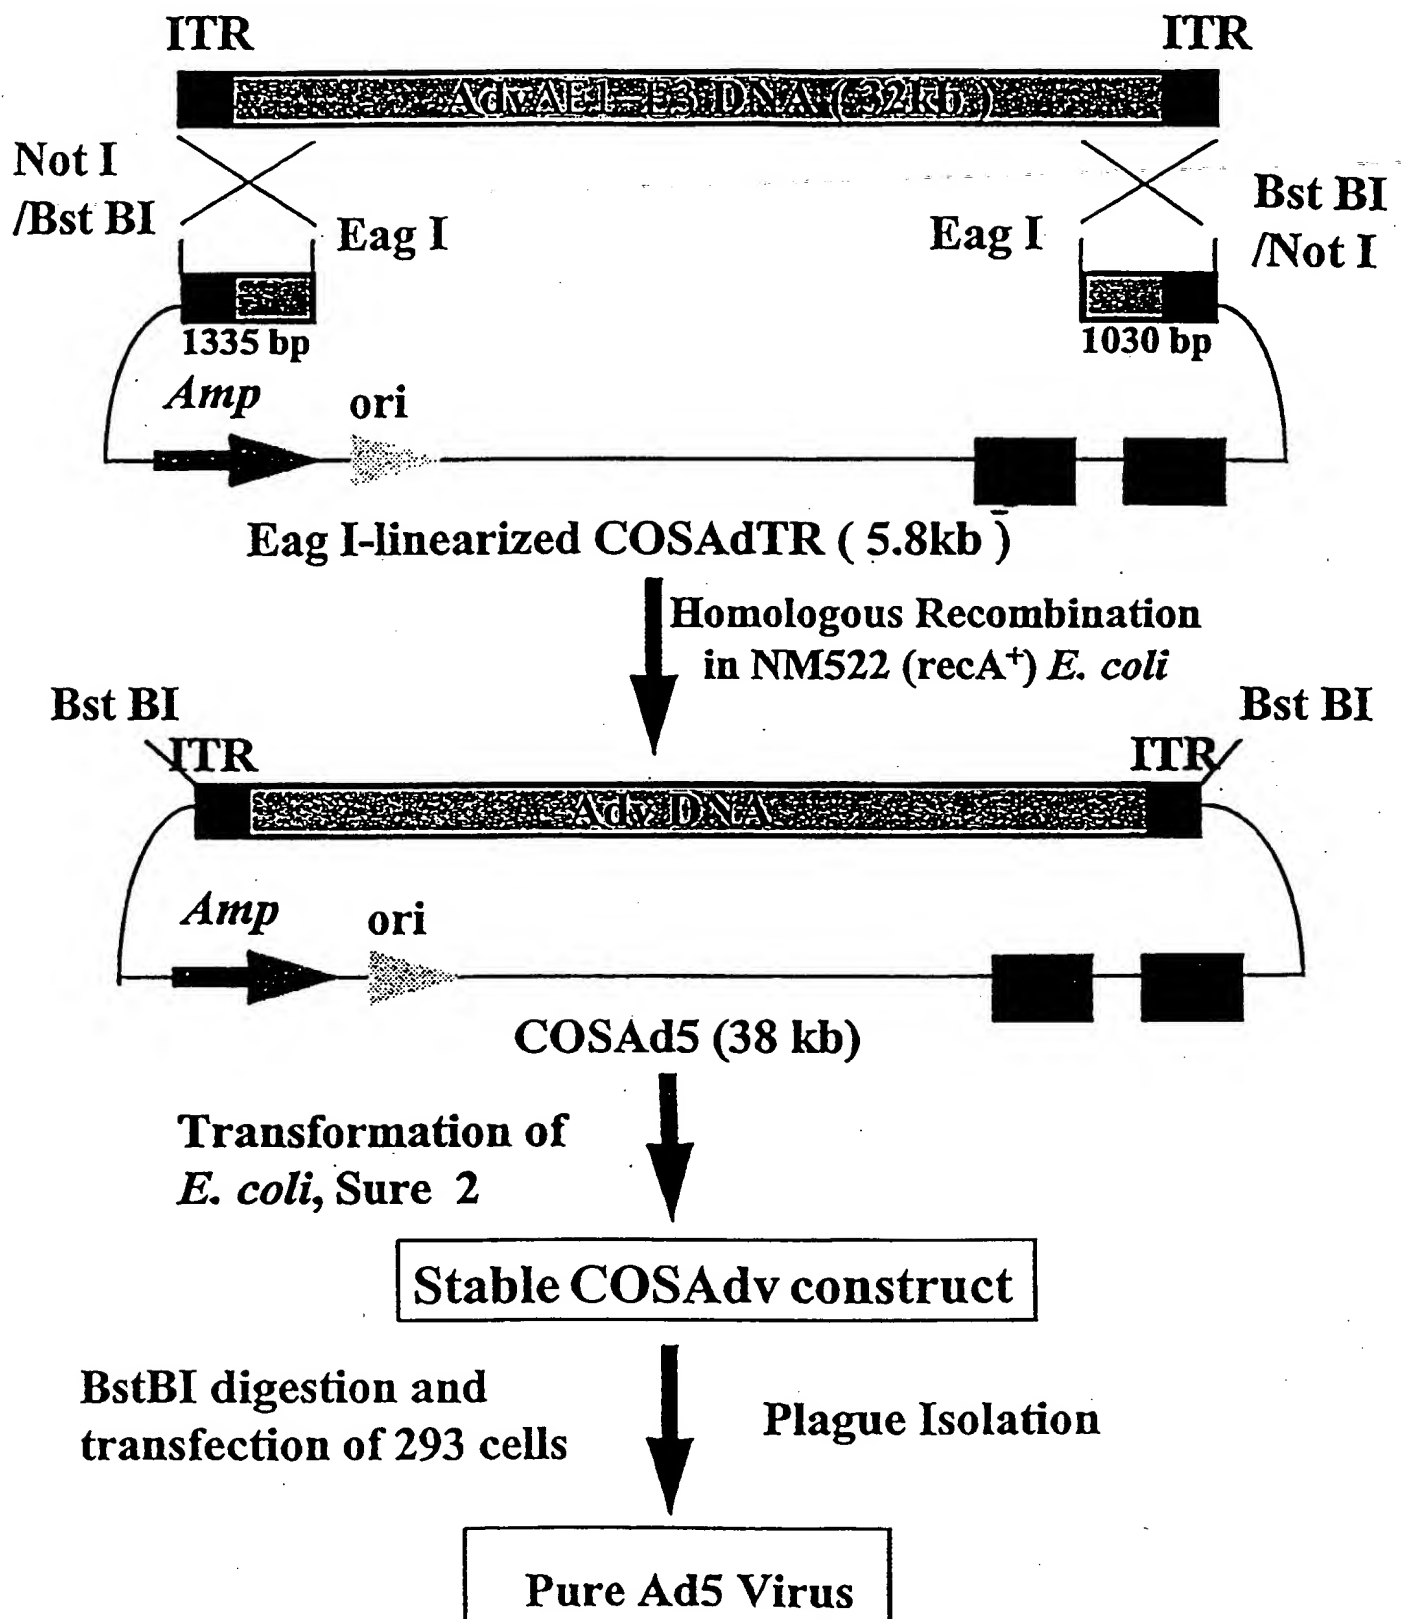 ITR
ITR
AdvΔE1-E3 DNA ( 32kb )
Not I
/Bst BI
Eag I
Eag I
Bst BI
/Not I
1335 bp
1030 bp
Amp
ori
Eag I-linearized COSAdTR ( 5.8kb )
Homologous Recombination
in NM522 (recA⁺) E. coli
Bst BI
Bst BI
ITR
ITR
Adv DNA
Amp
ori
COSAd5 (38 kb)
Transformation of
E. coli, Sure 2
Stable COSAdv construct
BstBI digestion and
transfection of 293 cells
Plague Isolation
Pure Ad5 Virus